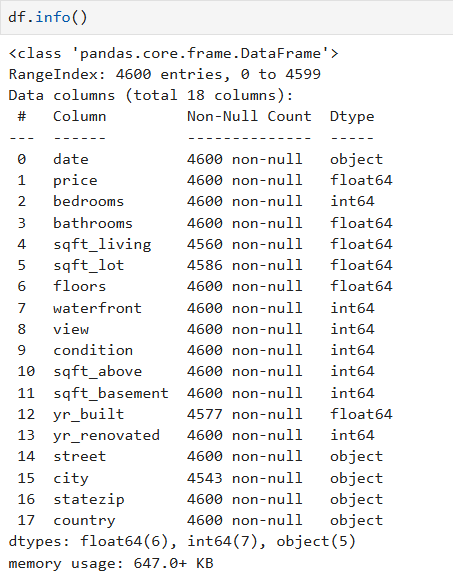 df.info()
<class 'pandas.core.frame.DataFrame'>
RangeIndex: 4600 entries, 0 to 4599
Data columns (total 18 columns):
 #   Column         Non-Null Count  Dtype
---  ------         --------------  -----
 0   date           4600 non-null   object
 1   price          4600 non-null   float64
 2   bedrooms       4600 non-null   int64
 3   bathrooms      4600 non-null   float64
 4   sqft_living    4560 non-null   float64
 5   sqft_lot       4586 non-null   float64
 6   floors         4600 non-null   float64
 7   waterfront     4600 non-null   int64
 8   view           4600 non-null   int64
 9   condition      4600 non-null   int64
 10  sqft_above     4600 non-null   int64
 11  sqft_basement  4600 non-null   int64
 12  yr_built       4577 non-null   float64
 13  yr_renovated   4600 non-null   int64
 14  street         4600 non-null   object
 15  city           4543 non-null   object
 16  statezip       4600 non-null   object
 17  country        4600 non-null   object
dtypes: float64(6), int64(7), object(5)
memory usage: 647.0+ KB